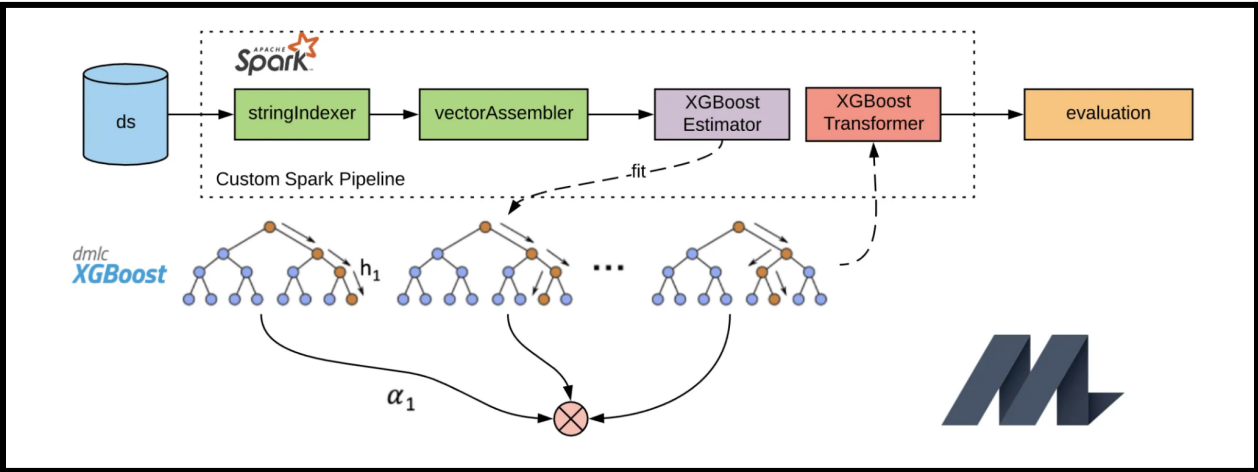 APACHE
Spark
ds
stringIndexer
vectorAssembler
XGBoost
Estimator
XGBoost
Transformer
evaluation
fit
Custom Spark Pipeline
dmlc
XGBoost
h1
...
α1